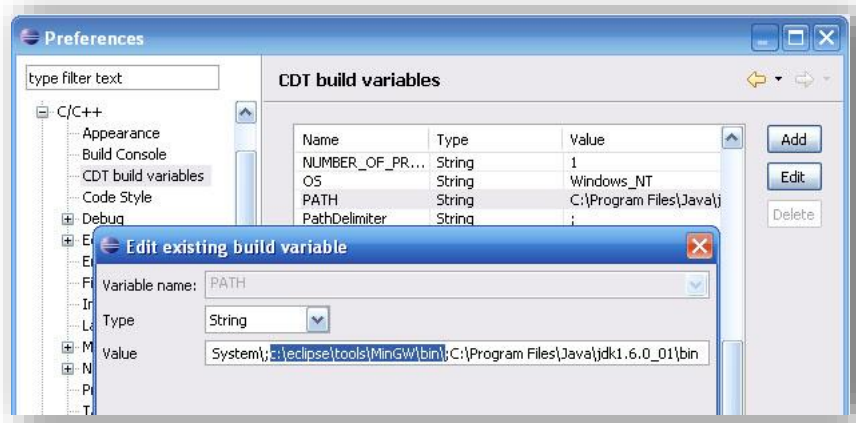 Preferences
type filter text
CDT build variables
C/C++
Appearance
Build Console
CDT build variables
Code Style
Debug
Name Type Value
NUMBER_OF_PR... String 1
OS String Windows_NT
PATH String C:\Program Files\Java\j
PathDelimiter String ;
Add
Edit
Delete
Edit existing build variable
Variable name: PATH
Type String
Value System\;c:\eclipse\tools\MinGW\bin\;C:\Program Files\Java\jdk1.6.0_01\bin